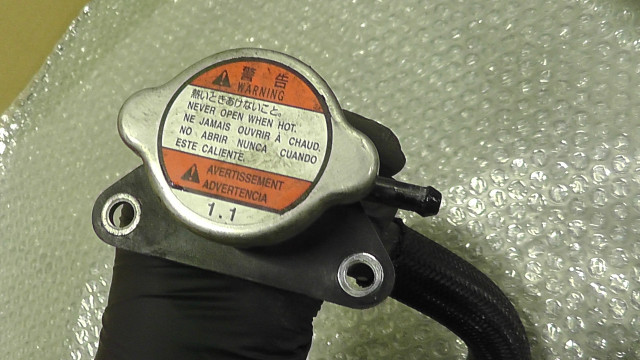 警告
WARNING
熱いときあけないこと。
NEVER OPEN WHEN HOT.
NE JAMAIS OUVRIR À CHAUD.
NO ABRIR NUNCA CUANDO
ESTE CALIENTE.
AVERTISSEMENT
ADVERTENCIA
1.1